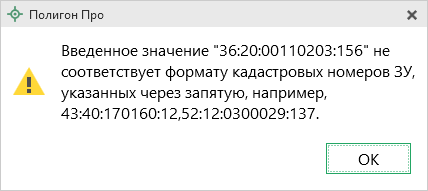 Полигон Про
Введенное значение "36:20:00110203:156" не
соответствует формату кадастровых номеров ЗУ,
указанных через запятую, например,
43:40:170160:12,52:12:0300029:137.
ОК